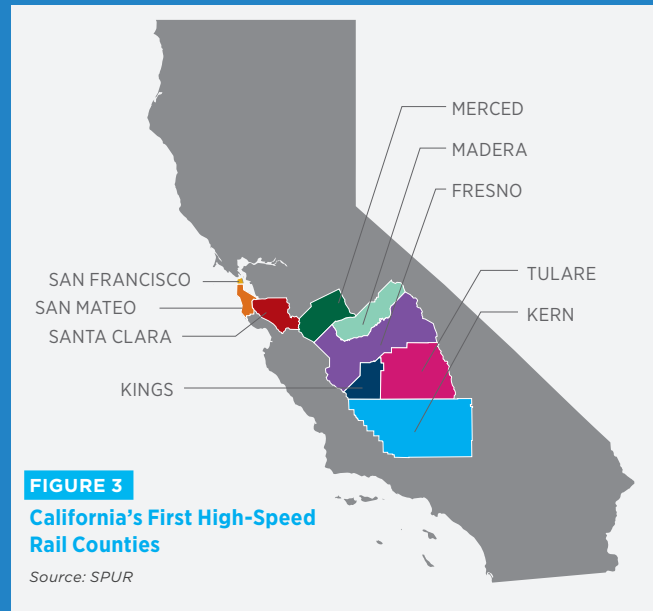 MERCED
MADERA
FRESNO
TULARE
KERN
SAN FRANCISCO
SAN MATEO
SANTA CLARA
KINGS
FIGURE 3
California's First High-Speed
Rail Counties
Source: SPUR